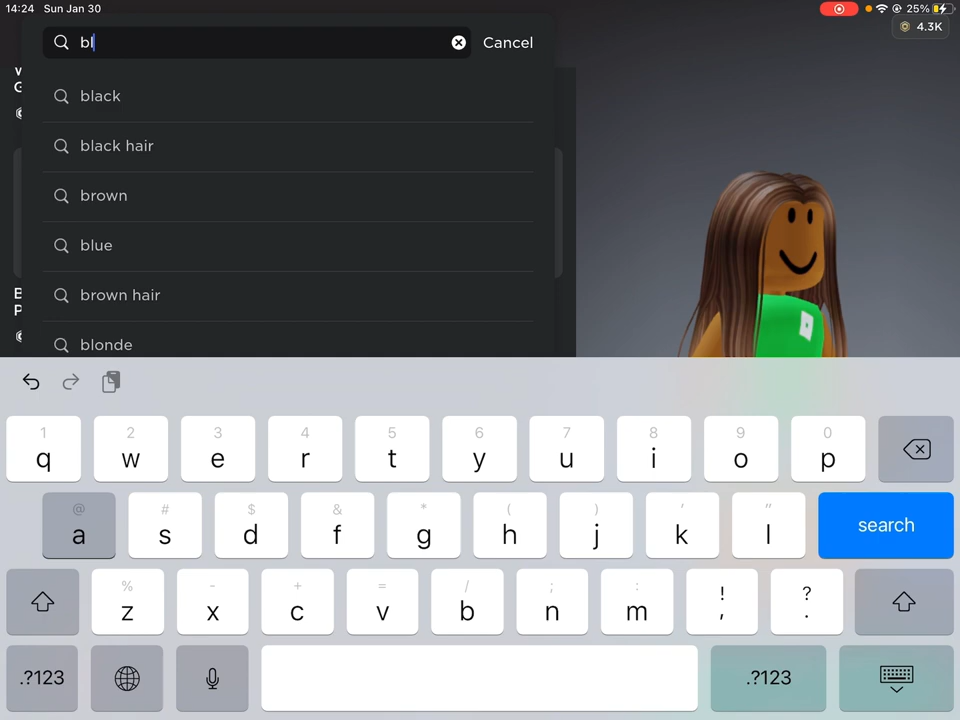 14:24 Sun Jan 30 25%
4.3K
bl Cancel
black
black hair
brown
blue
brown hair
blonde
1 2 3 4 5 6 7 8 9 0
q w e r t y u i o p
@ # $ & * ( ) ' "
a s d f g h j k l search
% - + = / ; : ! ?
z x c v b n m , .
.?123 .?123